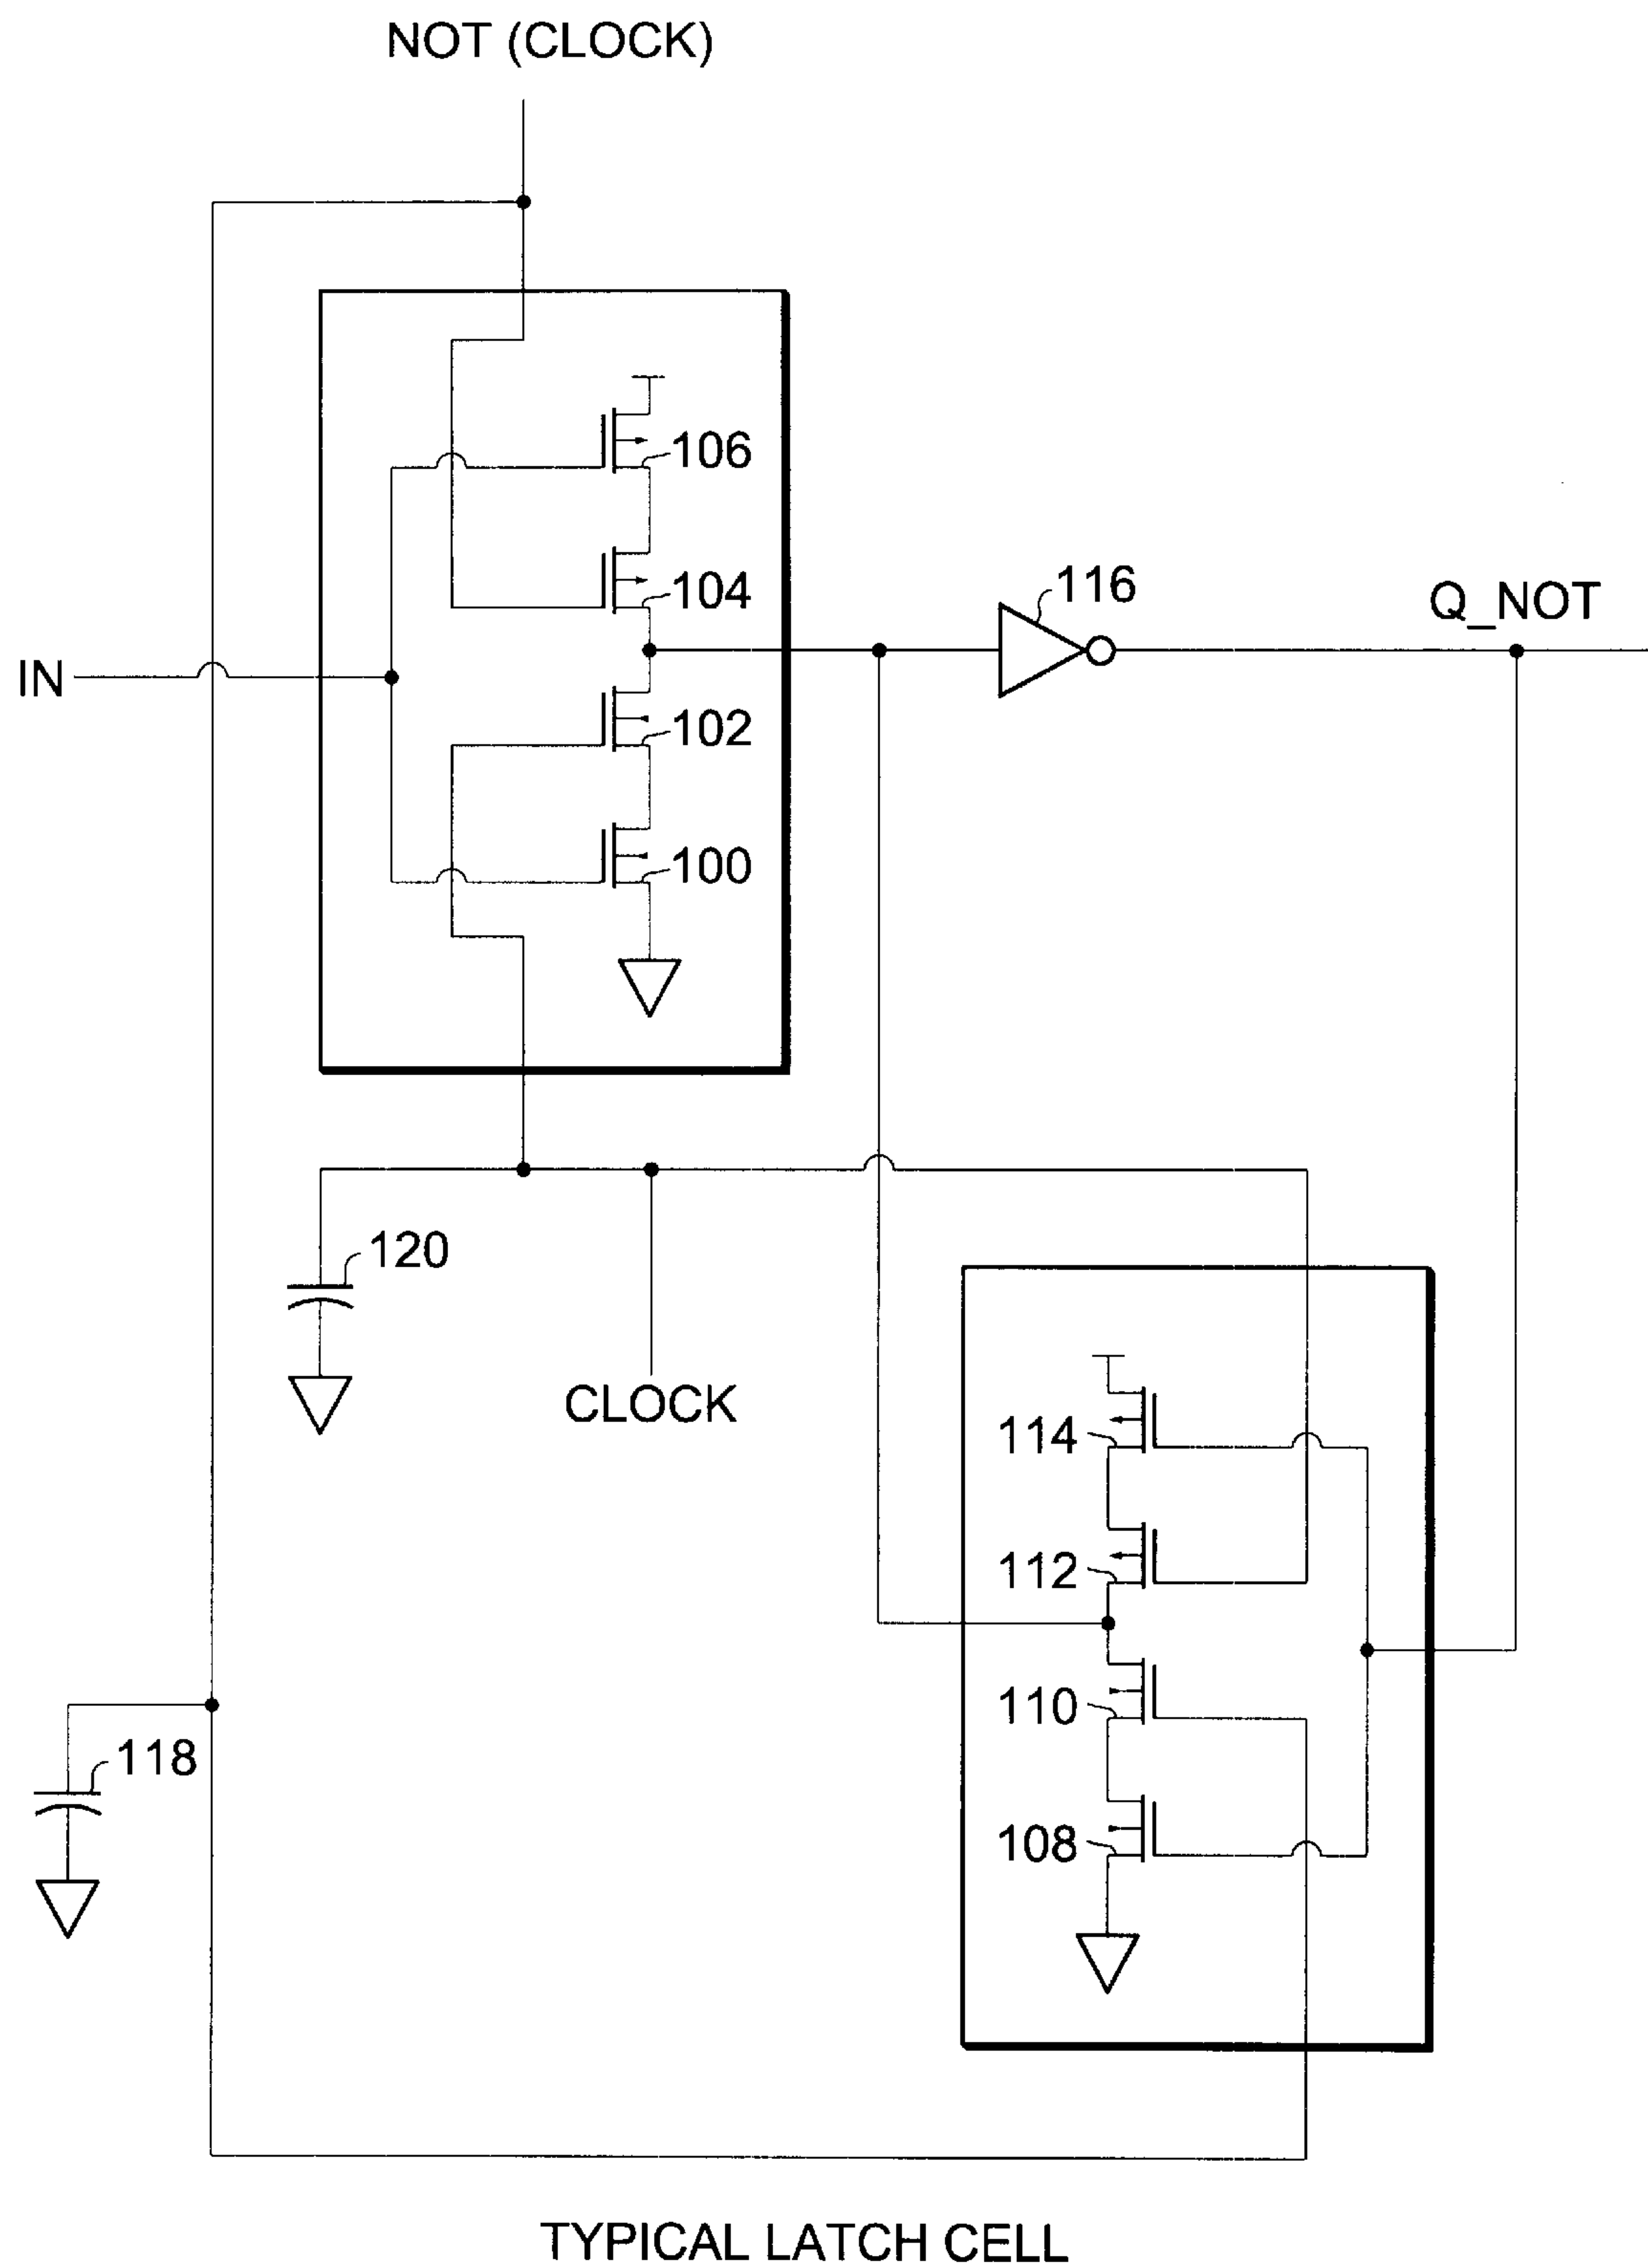 NOT (CLOCK)
106
104
116
Q_NOT
IN
102
100
120
CLOCK
114
112
110
118
108
TYPICAL LATCH CELL